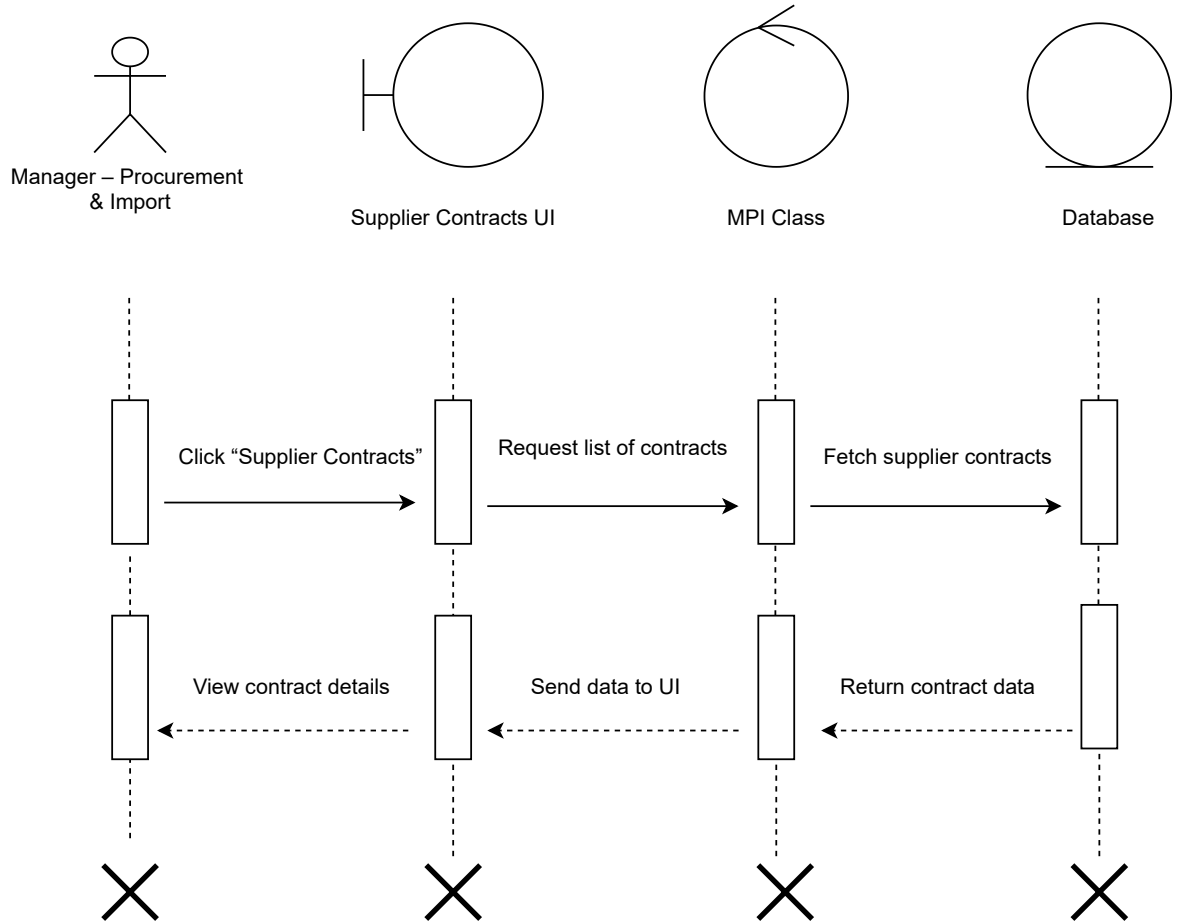 Manager – Procurement
& Import
Supplier Contracts UI
MPI Class
Database
Click “Supplier Contracts”
Request list of contracts
Fetch supplier contracts
View contract details
Send data to UI
Return contract data